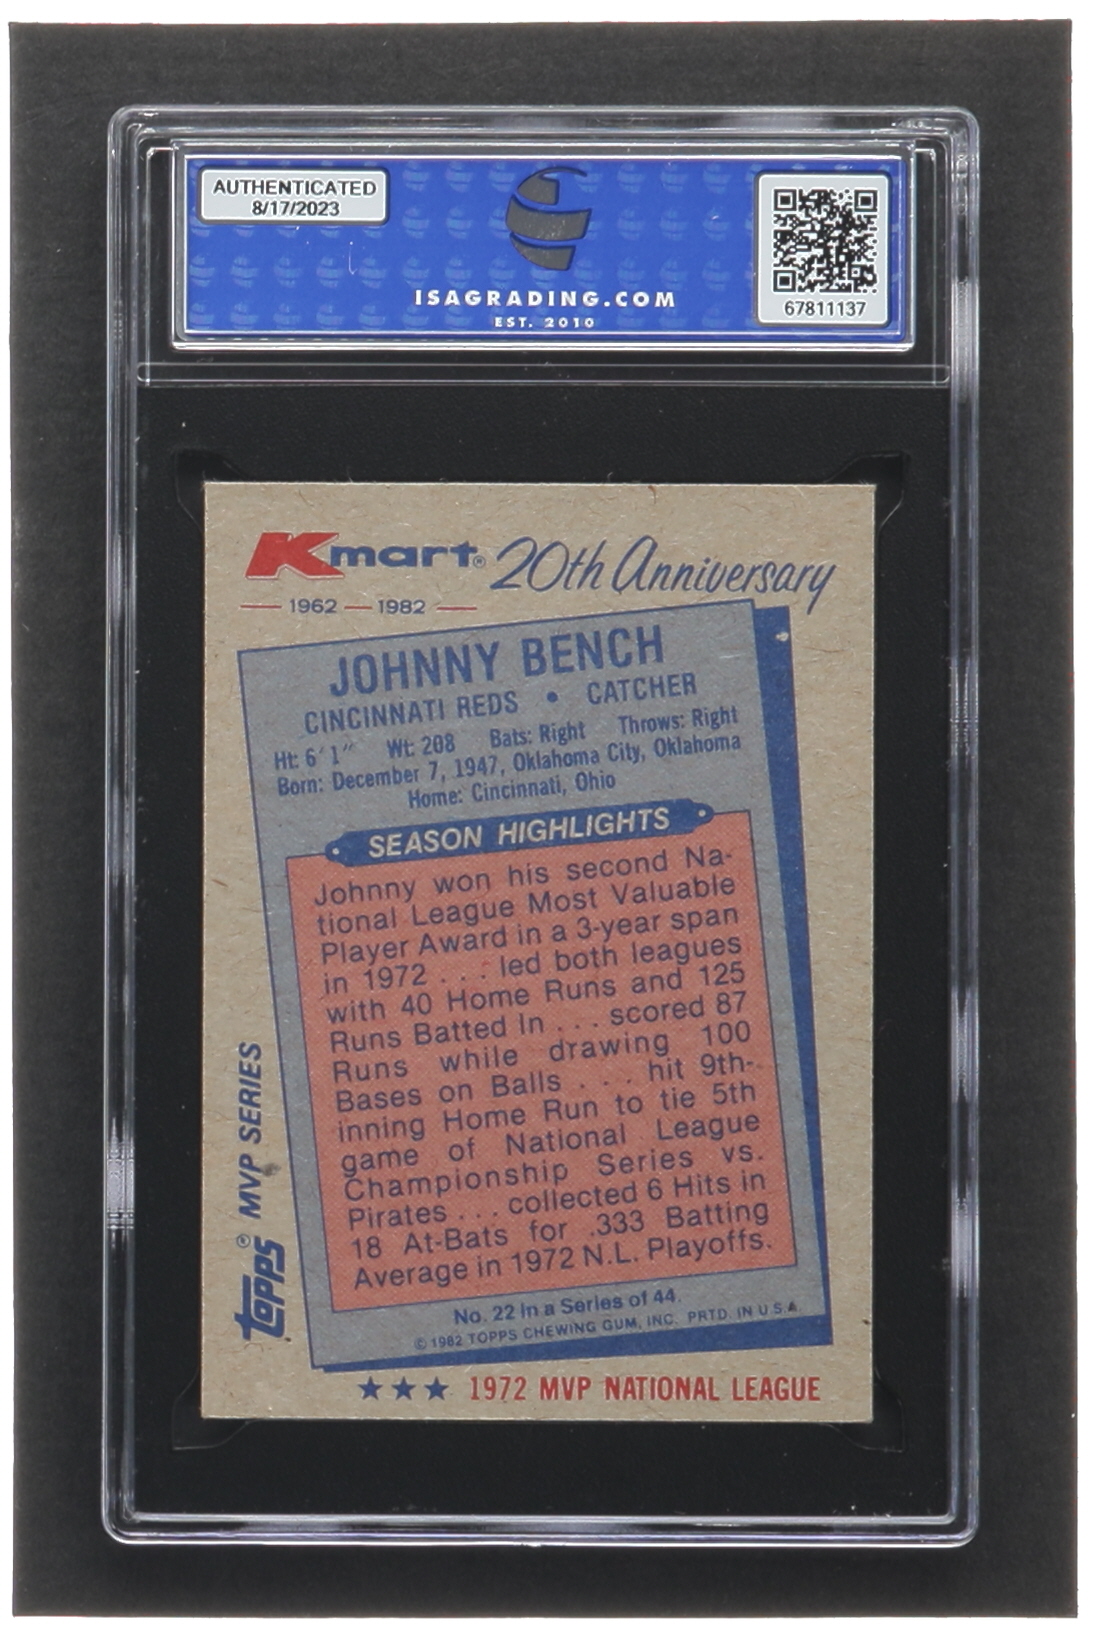 AUTHENTICATED
8/17/2023
ISAGRADING.COM
EST. 2010
67811137
Kmart® 20th Anniversary
1962 — 1982
JOHNNY BENCH
CINCINNATI REDS • CATCHER
Ht: 6' 1" Wt: 208 Bats: Right Throws: Right
Born: December 7, 1947, Oklahoma City, Oklahoma
Home: Cincinnati, Ohio
SEASON HIGHLIGHTS
Johnny won his second Na-
tional League Most Valuable
Player Award in a 3-year span
in 1972 . . . led both leagues
with 40 Home Runs and 125
Runs Batted In . . . scored 87
Runs while drawing 100
Bases on Balls . . . hit 9th-
inning Home Run to tie 5th
game of National League
Championship Series vs.
Pirates . . . collected 6 Hits in
18 At-Bats for .333 Batting
Average in 1972 N.L. Playoffs.
No. 22 in a Series of 44.
© 1982 TOPPS CHEWING GUM, INC. PRTD. IN U.S.A.
Topps® MVP SERIES
★★★ 1972 MVP NATIONAL LEAGUE